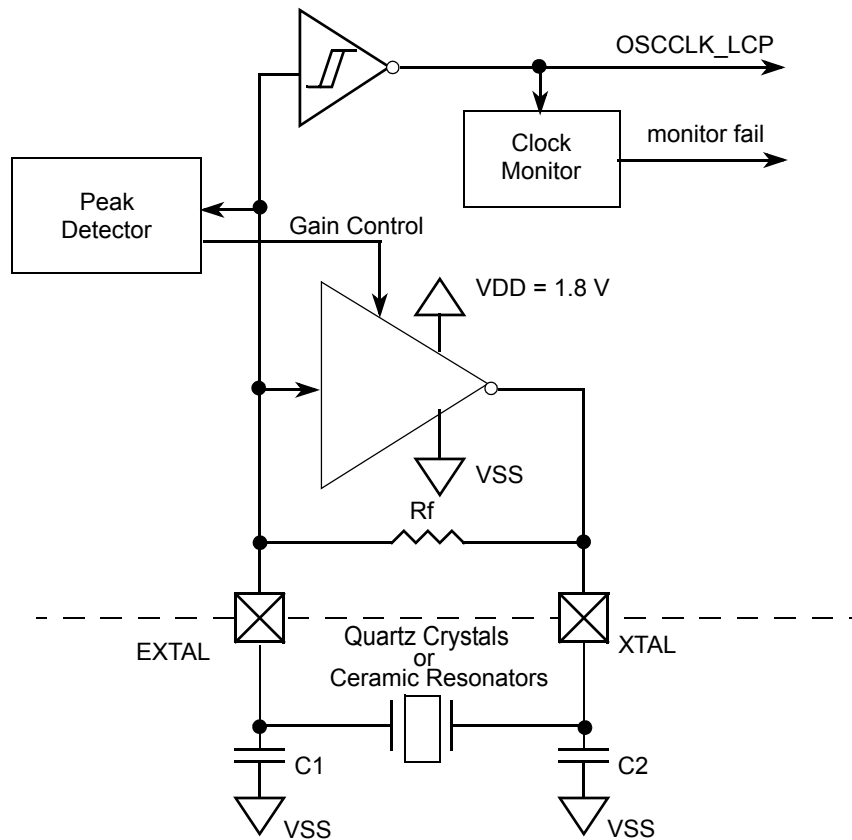 OSCCLK_LCP
Clock
Monitor
monitor fail
Peak
Detector
Gain Control
VDD = 1.8 V
VSS
Rf
EXTAL
Quartz Crystals
or
Ceramic Resonators
XTAL
C1
C2
VSS
VSS